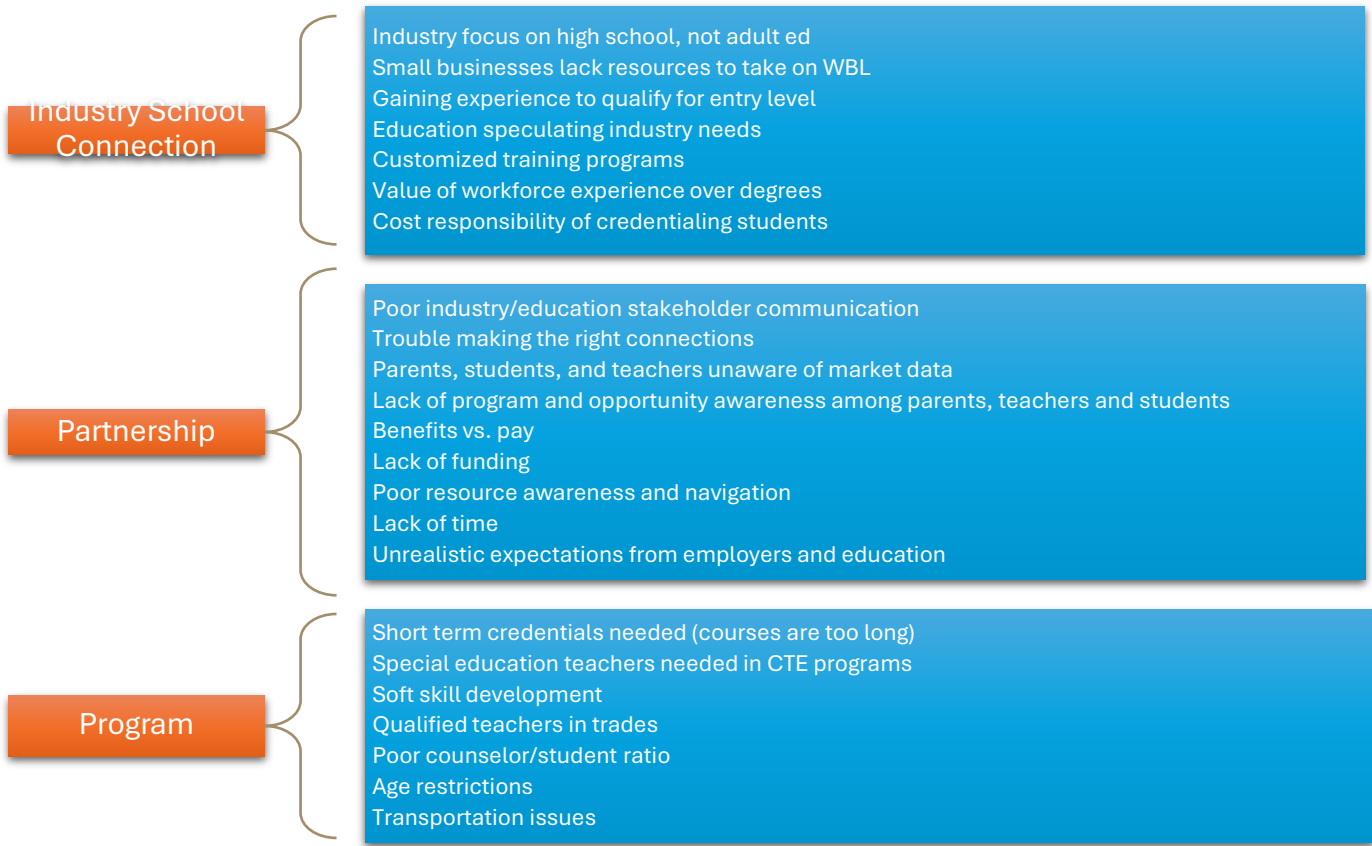 Industry School
Connection
Industry focus on high school, not adult ed
Small businesses lack resources to take on WBL
Gaining experience to qualify for entry level
Education speculating industry needs
Customized training programs
Value of workforce experience over degrees
Cost responsibility of credentialing students
Partnership
Poor industry/education stakeholder communication
Trouble making the right connections
Parents, students, and teachers unaware of market data
Lack of program and opportunity awareness among parents, teachers and students
Benefits vs. pay
Lack of funding
Poor resource awareness and navigation
Lack of time
Unrealistic expectations from employers and education
Program
Short term credentials needed (courses are too long)
Special education teachers needed in CTE programs
Soft skill development
Qualified teachers in trades
Poor counselor/student ratio
Age restrictions
Transportation issues